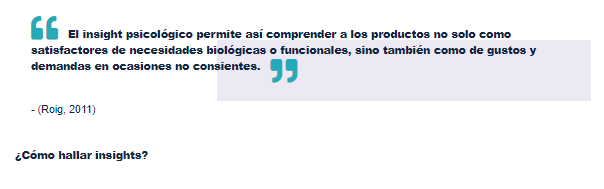 El insight psicológico permite así comprender a los productos no solo como
satisfactores de necesidades biológicas o funcionales, sino también como de gustos y
demandas en ocasiones no consientes.
- (Roig, 2011)
¿Cómo hallar insights?